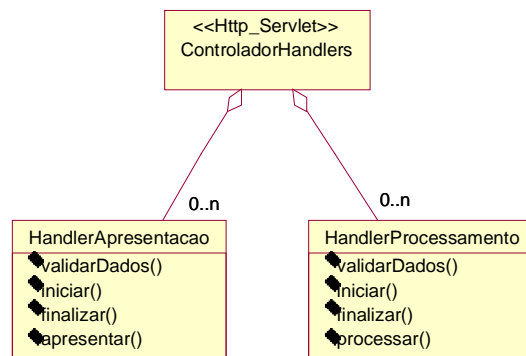 <<Http_Servlet>>
ControladorHandlers
0..n
0..n
HandlerApresentacao
validarDados()
iniciar()
finalizar()
apresentar()
HandlerProcessamento
validarDados()
iniciar()
finalizar()
processar()